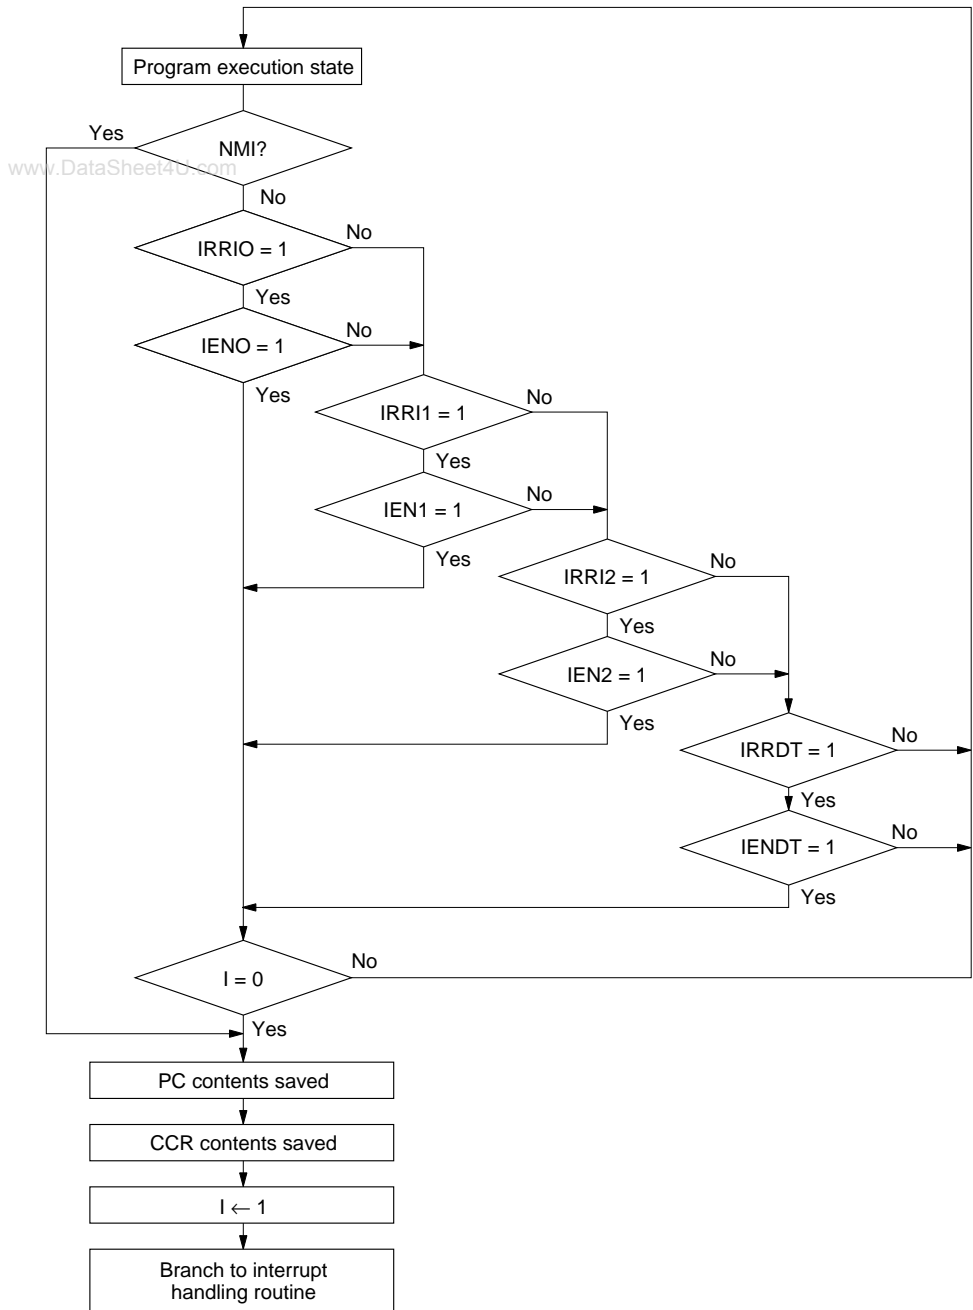 Program execution state
Yes
NMI?
www.DataSheet4U.com
No
IRRIO = 1
No
Yes
IENO = 1
No
Yes
IRRI1 = 1
No
Yes
IEN1 = 1
No
Yes
IRRI2 = 1
No
Yes
IEN2 = 1
No
Yes
IRRDT = 1
No
Yes
IENDT = 1
No
Yes
I = 0
No
Yes
PC contents saved
CCR contents saved
I ← 1
Branch to interrupt
handling routine